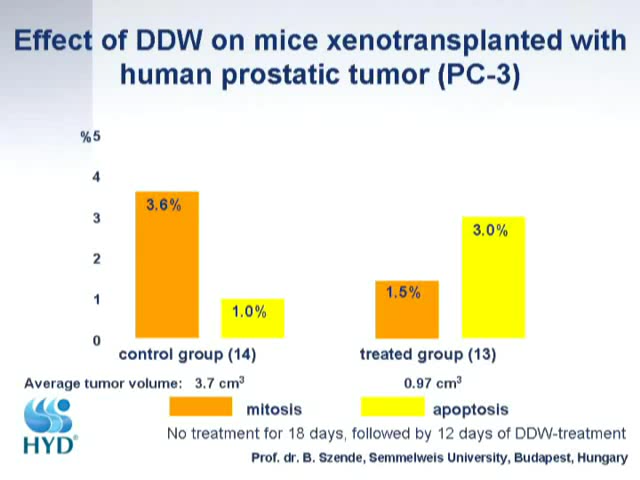 Effect of DDW on mice xenotransplanted with
human prostatic tumor (PC-3)
%5
4
3
2
1
0
3.6%
1.0%
1.5%
3.0%
control group (14) treated group (13)
Average tumor volume: 3.7 cm³ 0.97 cm³
mitosis apoptosis
HYD®
No treatment for 18 days, followed by 12 days of DDW-treatment
Prof. dr. B. Szende, Semmelweis University, Budapest, Hungary